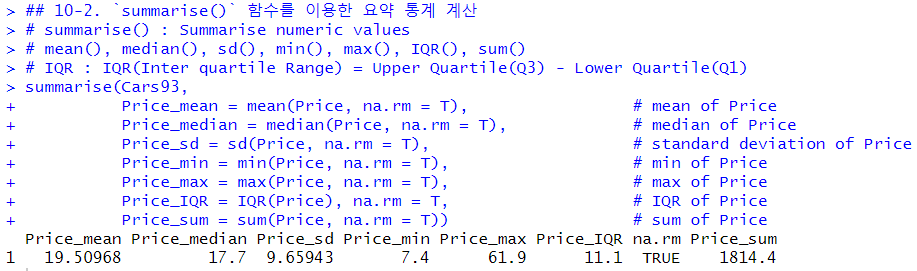 > ## 10-2. `summarise()` 함수를 이용한 요약 통계 계산
> # summarise() : Summarise numeric values
> # mean(), median(), sd(), min(), max(), IQR(), sum()
> # IQR : IQR(Inter quartile Range) = Upper Quartile(Q3) - Lower Quartile(Q1)
> summarise(Cars93,
+           Price_mean = mean(Price, na.rm = T),                # mean of Price
+           Price_median = median(Price, na.rm = T),            # median of Price
+           Price_sd = sd(Price, na.rm = T),                    # standard deviation of Price
+           Price_min = min(Price, na.rm = T),                  # min of Price
+           Price_max = max(Price, na.rm = T),                  # max of Price
+           Price_IQR = IQR(Price), na.rm = T,                  # IQR of Price
+           Price_sum = sum(Price, na.rm = T))                  # sum of Price
  Price_mean Price_median Price_sd Price_min Price_max Price_IQR na.rm Price_sum
1   19.50968         17.7  9.65943       7.4      61.9      11.1  TRUE    1814.4